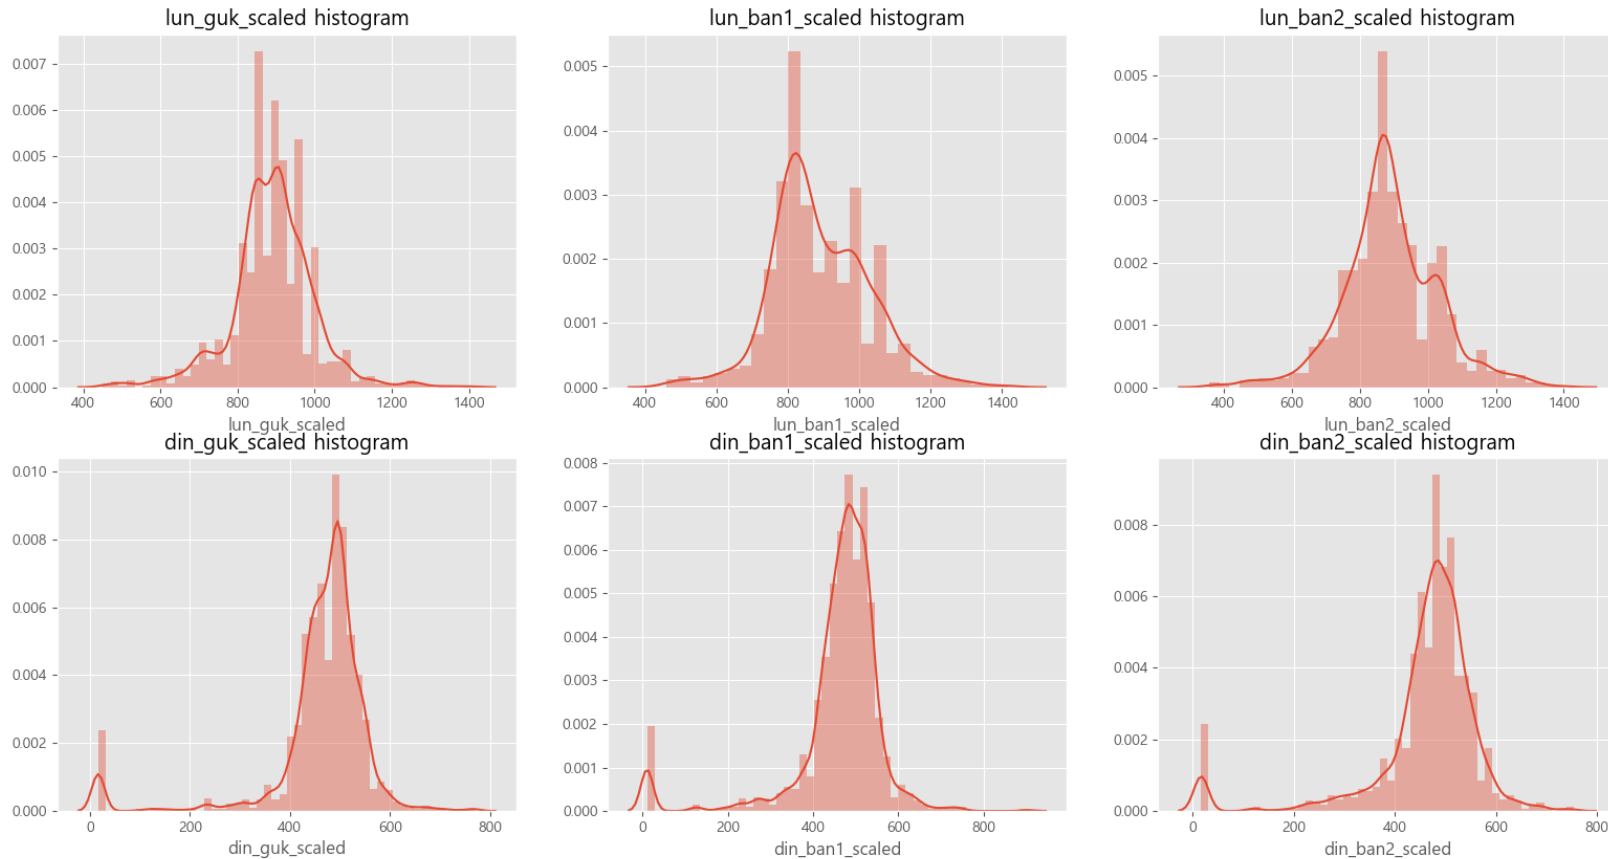 lun_guk_scaled histogram
0.007
0.006
0.005
0.004
0.003
0.002
0.001
0.000
400 600 800 1000 1200 1400
lun_guk_scaled
lun_ban1_scaled histogram
0.005
0.004
0.003
0.002
0.001
0.000
400 600 800 1000 1200 1400
lun_ban1_scaled
lun_ban2_scaled histogram
0.005
0.004
0.003
0.002
0.001
0.000
400 600 800 1000 1200 1400
lun_ban2_scaled
din_guk_scaled histogram
0.010
0.008
0.006
0.004
0.002
0.000
0 200 400 600 800
din_guk_scaled
din_ban1_scaled histogram
0.008
0.007
0.006
0.005
0.004
0.003
0.002
0.001
0.000
0 200 400 600 800
din_ban1_scaled
din_ban2_scaled histogram
0.008
0.006
0.004
0.002
0.000
0 200 400 600 800
din_ban2_scaled